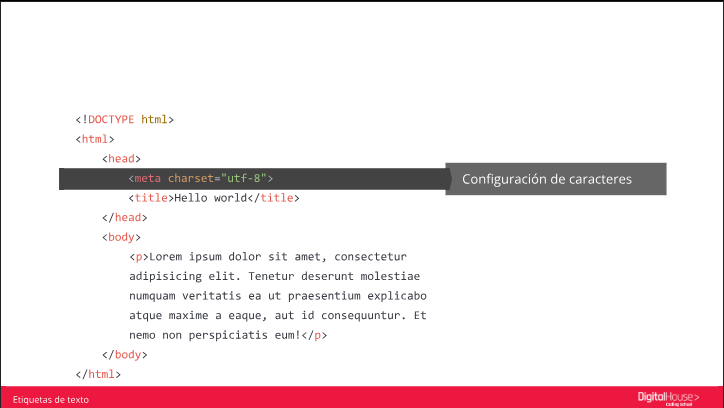 <!DOCTYPE html>
<html>
<head>
<meta charset="utf-8"> Configuración de caracteres
<title>Hello world</title>
</head>
<body>
<p>Lorem ipsum dolor sit amet, consectetur
adipisicing elit. Tenetur deserunt molestiae
numquam veritatis ea ut praesentium explicabo
atque maxime a eaque, aut id consequuntur. Et
nemo non perspiciatis eum!</p>
</body>
</html>
Etiquetas de texto
DigitalHouse>
Coding School